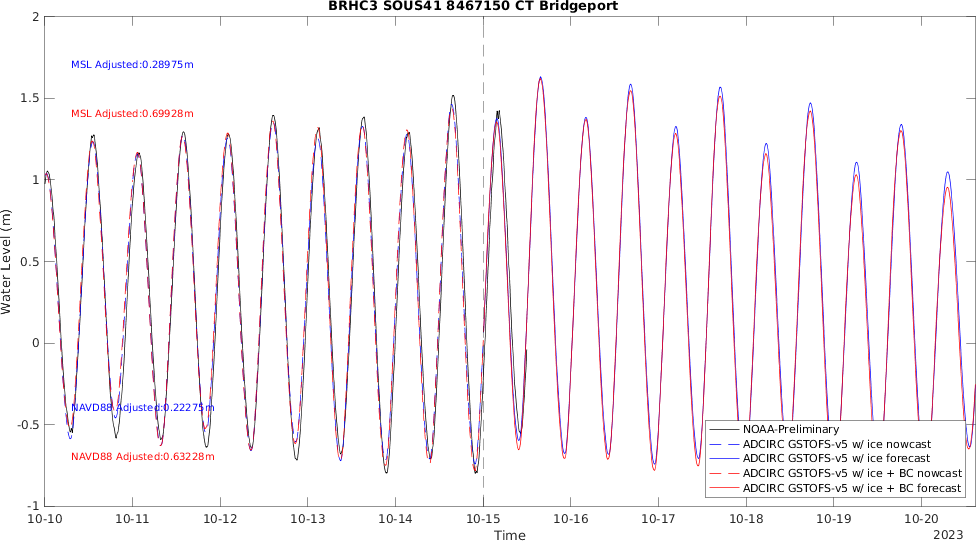 BRHC3 SOUS41 8467150 CT Bridgeport
2
MSL Adjusted:0.28975m
1.5
MSL Adjusted:0.69928m
1
0.5
Water Level (m)
0
NAVD88 Adjusted:0.22275m
-0.5
NAVD88 Adjusted:0.63228m
NOAA-Preliminary
ADCIRC GSTOFS-v5 w/ ice nowcast
ADCIRC GSTOFS-v5 w/ ice forecast
ADCIRC GSTOFS-v5 w/ ice + BC nowcast
ADCIRC GSTOFS-v5 w/ ice + BC forecast
-1
10-10 10-11 10-12 10-13 10-14 10-15 10-16 10-17 10-18 10-19 10-20
Time
2023